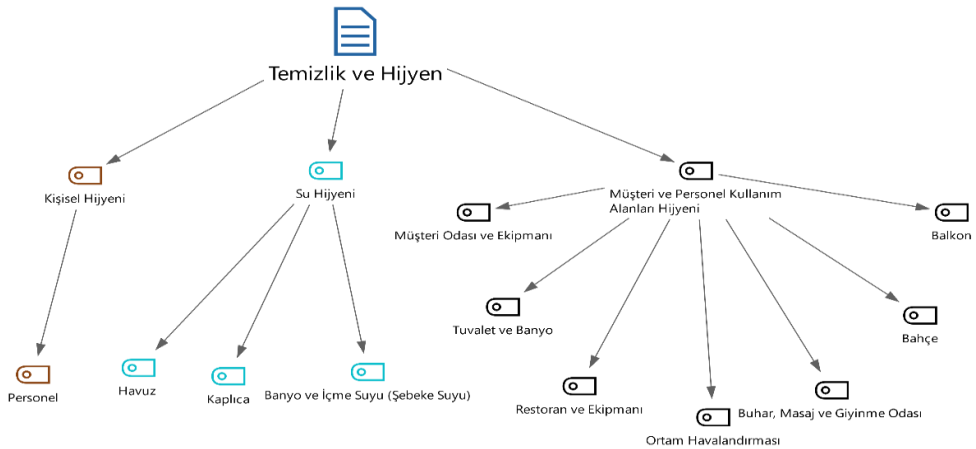 Temizlik ve Hijyen
Kişisel Hijyeni
Su Hijyeni
Müşteri ve Personel Kullanım
Alanları Hijyeni
Müşteri Odası ve Ekipmanı
Balkon
Tuvalet ve Banyo
Bahçe
Personel
Havuz
Kaplıca
Banyo ve İçme Suyu (Şebeke Suyu)
Restoran ve Ekipmanı
Buhar, Masaj ve Giyinme Odası
Ortam Havalandırması